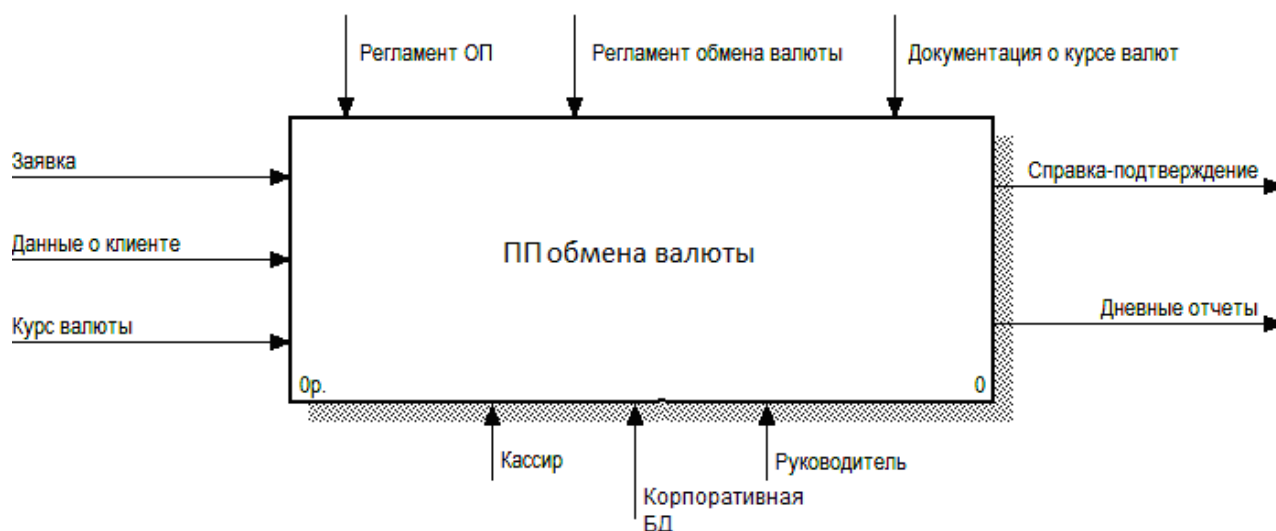 Регламент ОП
Регламент обмена валюты
Документация о курсе валют
Заявка
Справка-подтверждение
Данные о клиенте
ПП обмена валюты
Курс валюты
Дневные отчеты
0р.
0
Кассир
Руководитель
Корпоративная
БД